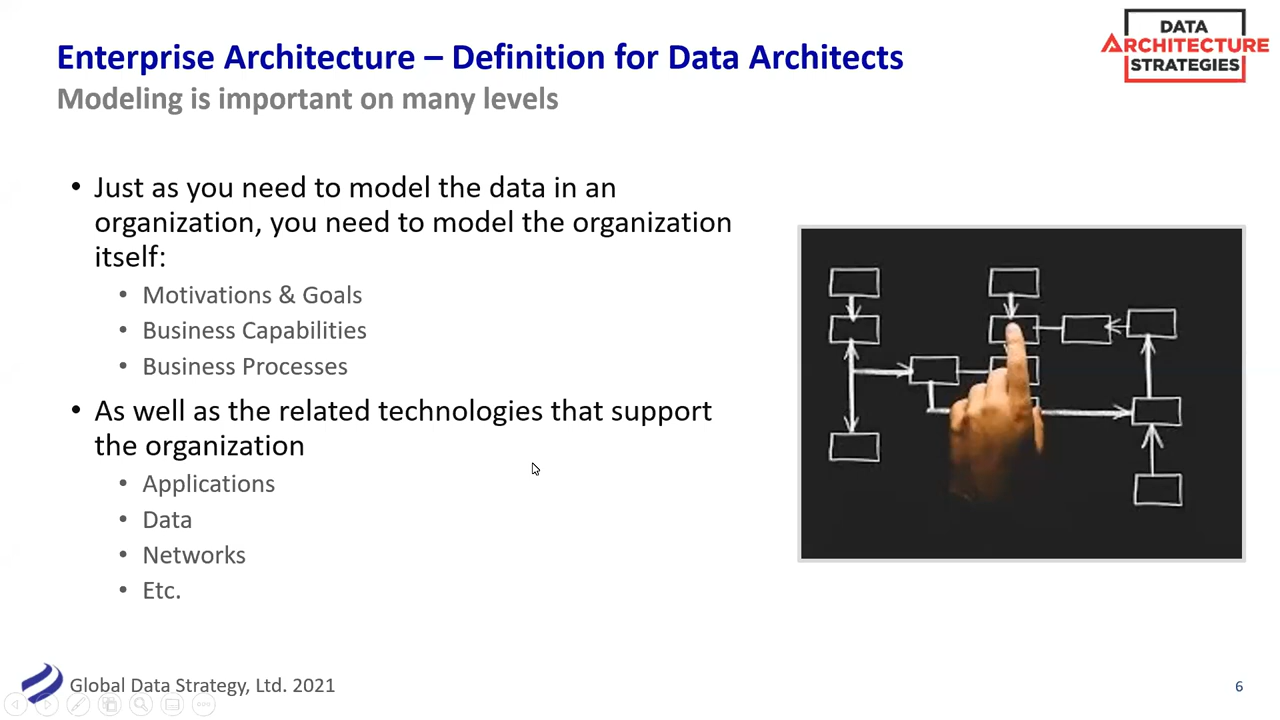 Enterprise Architecture – Definition for Data Architects
Modeling is important on many levels
DATA
ARCHITECTURE
STRATEGIES
• Just as you need to model the data in an
organization, you need to model the organization
itself:
• Motivations & Goals
• Business Capabilities
• Business Processes
• As well as the related technologies that support
the organization
• Applications
• Data
• Networks
• Etc.
Global Data Strategy, Ltd. 2021
6